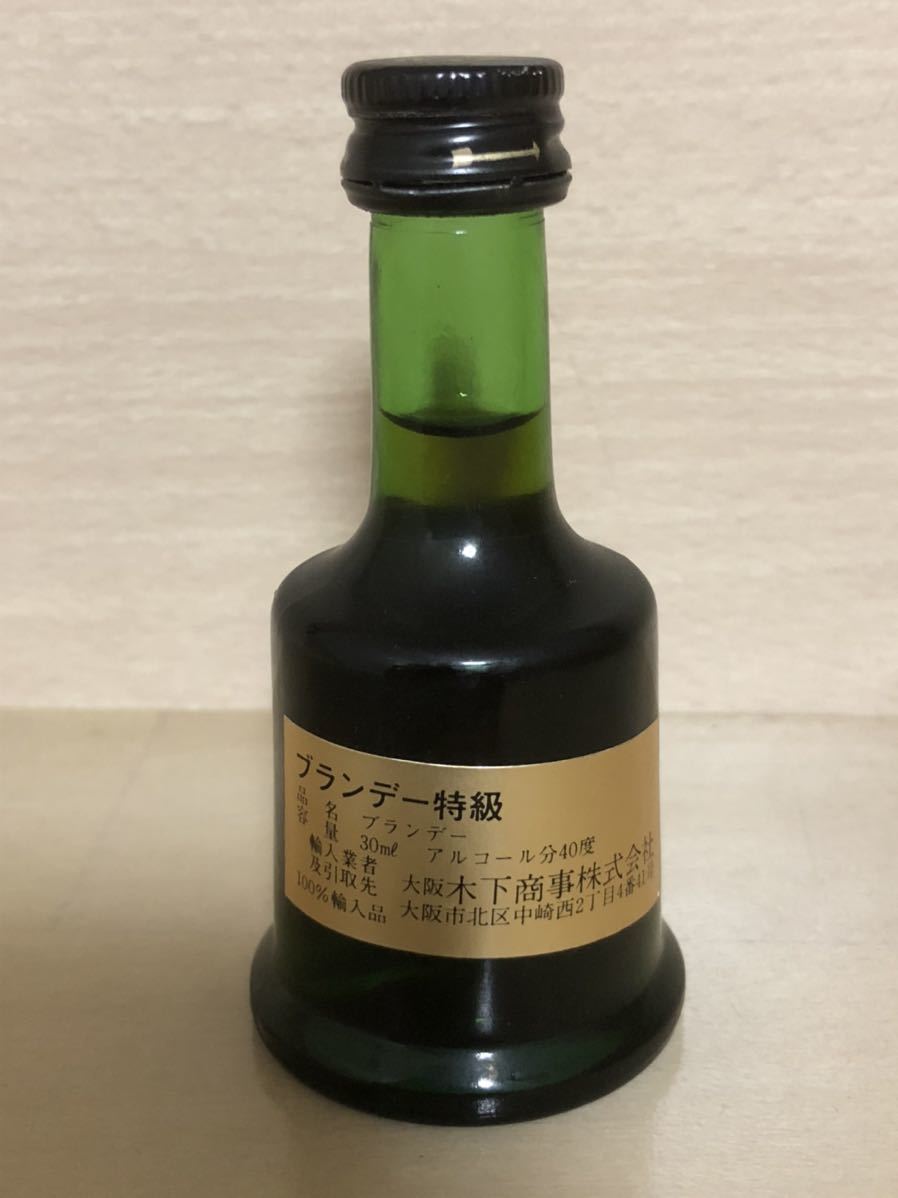 ブランデー特級
品名 ブランデー
容量 30ml アルコール分40度
輸入業者
及引取先 大阪木下商事株式会社
100%輸入品 大阪市北区中崎西2丁目4番41号